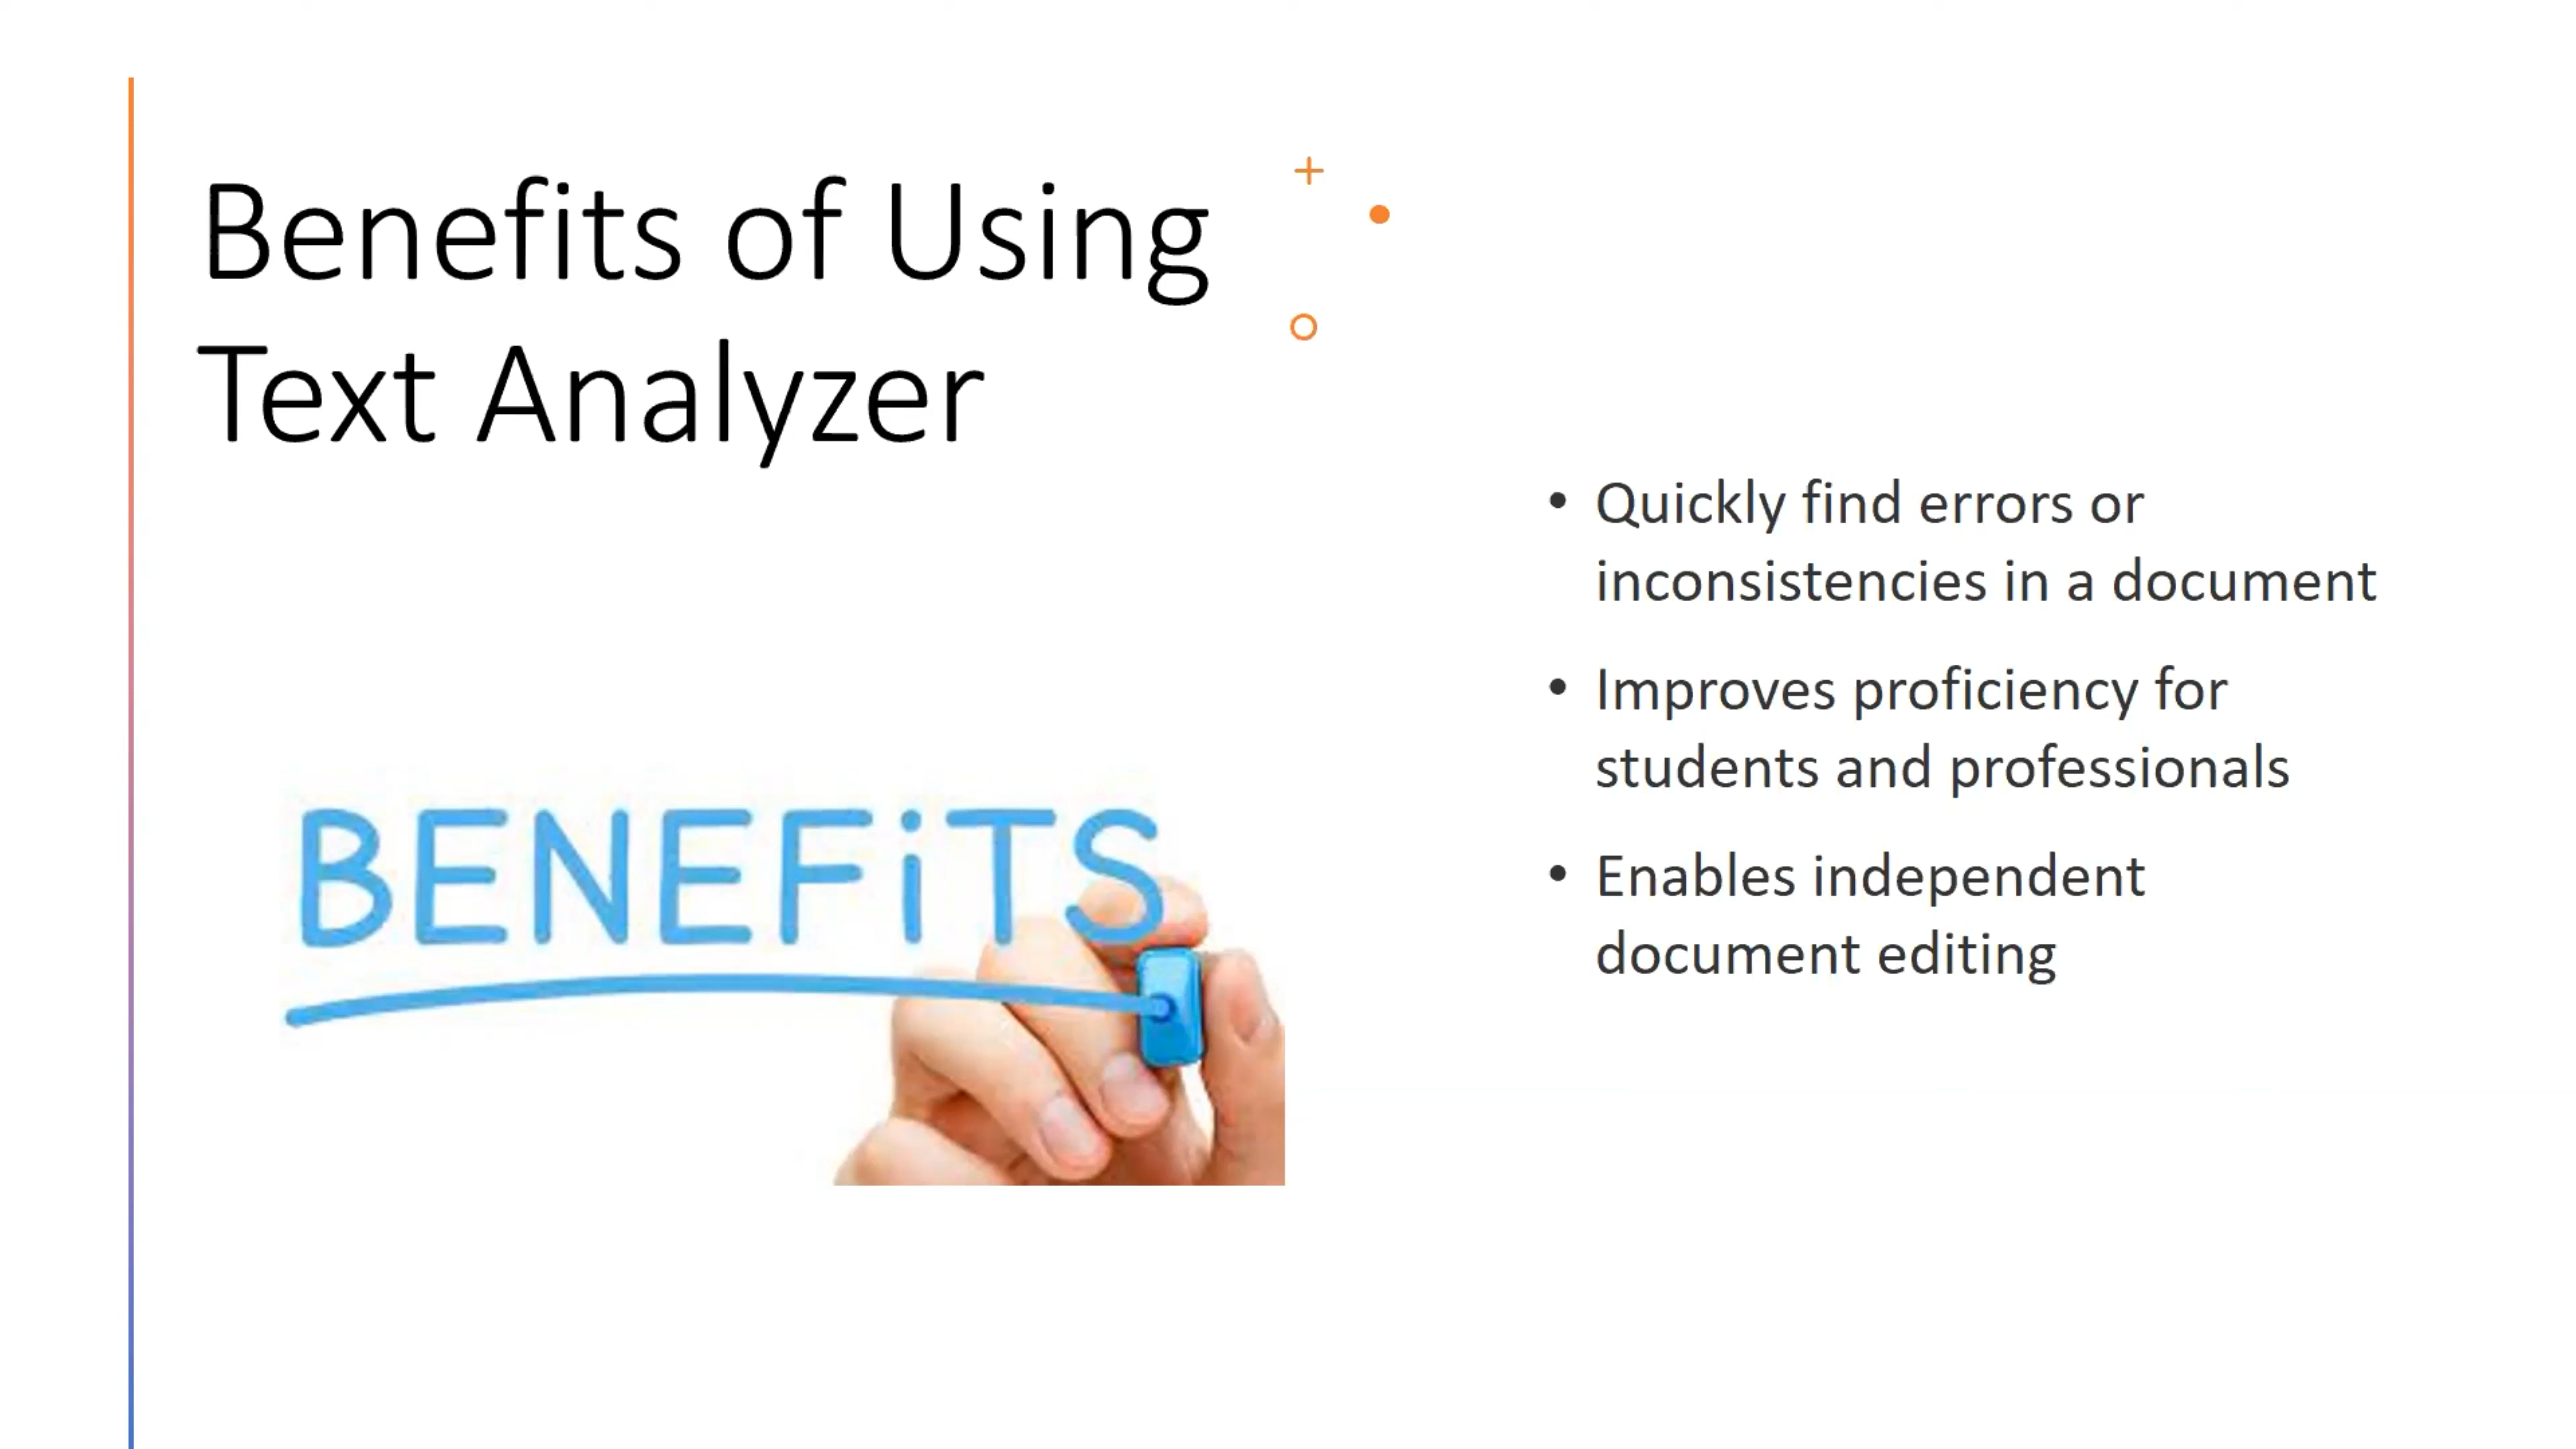 Benefits of Using
Text Analyzer
BENEFiTS
• Quickly find errors or
inconsistencies in a document
• Improves proficiency for
students and professionals
• Enables independent
document editing